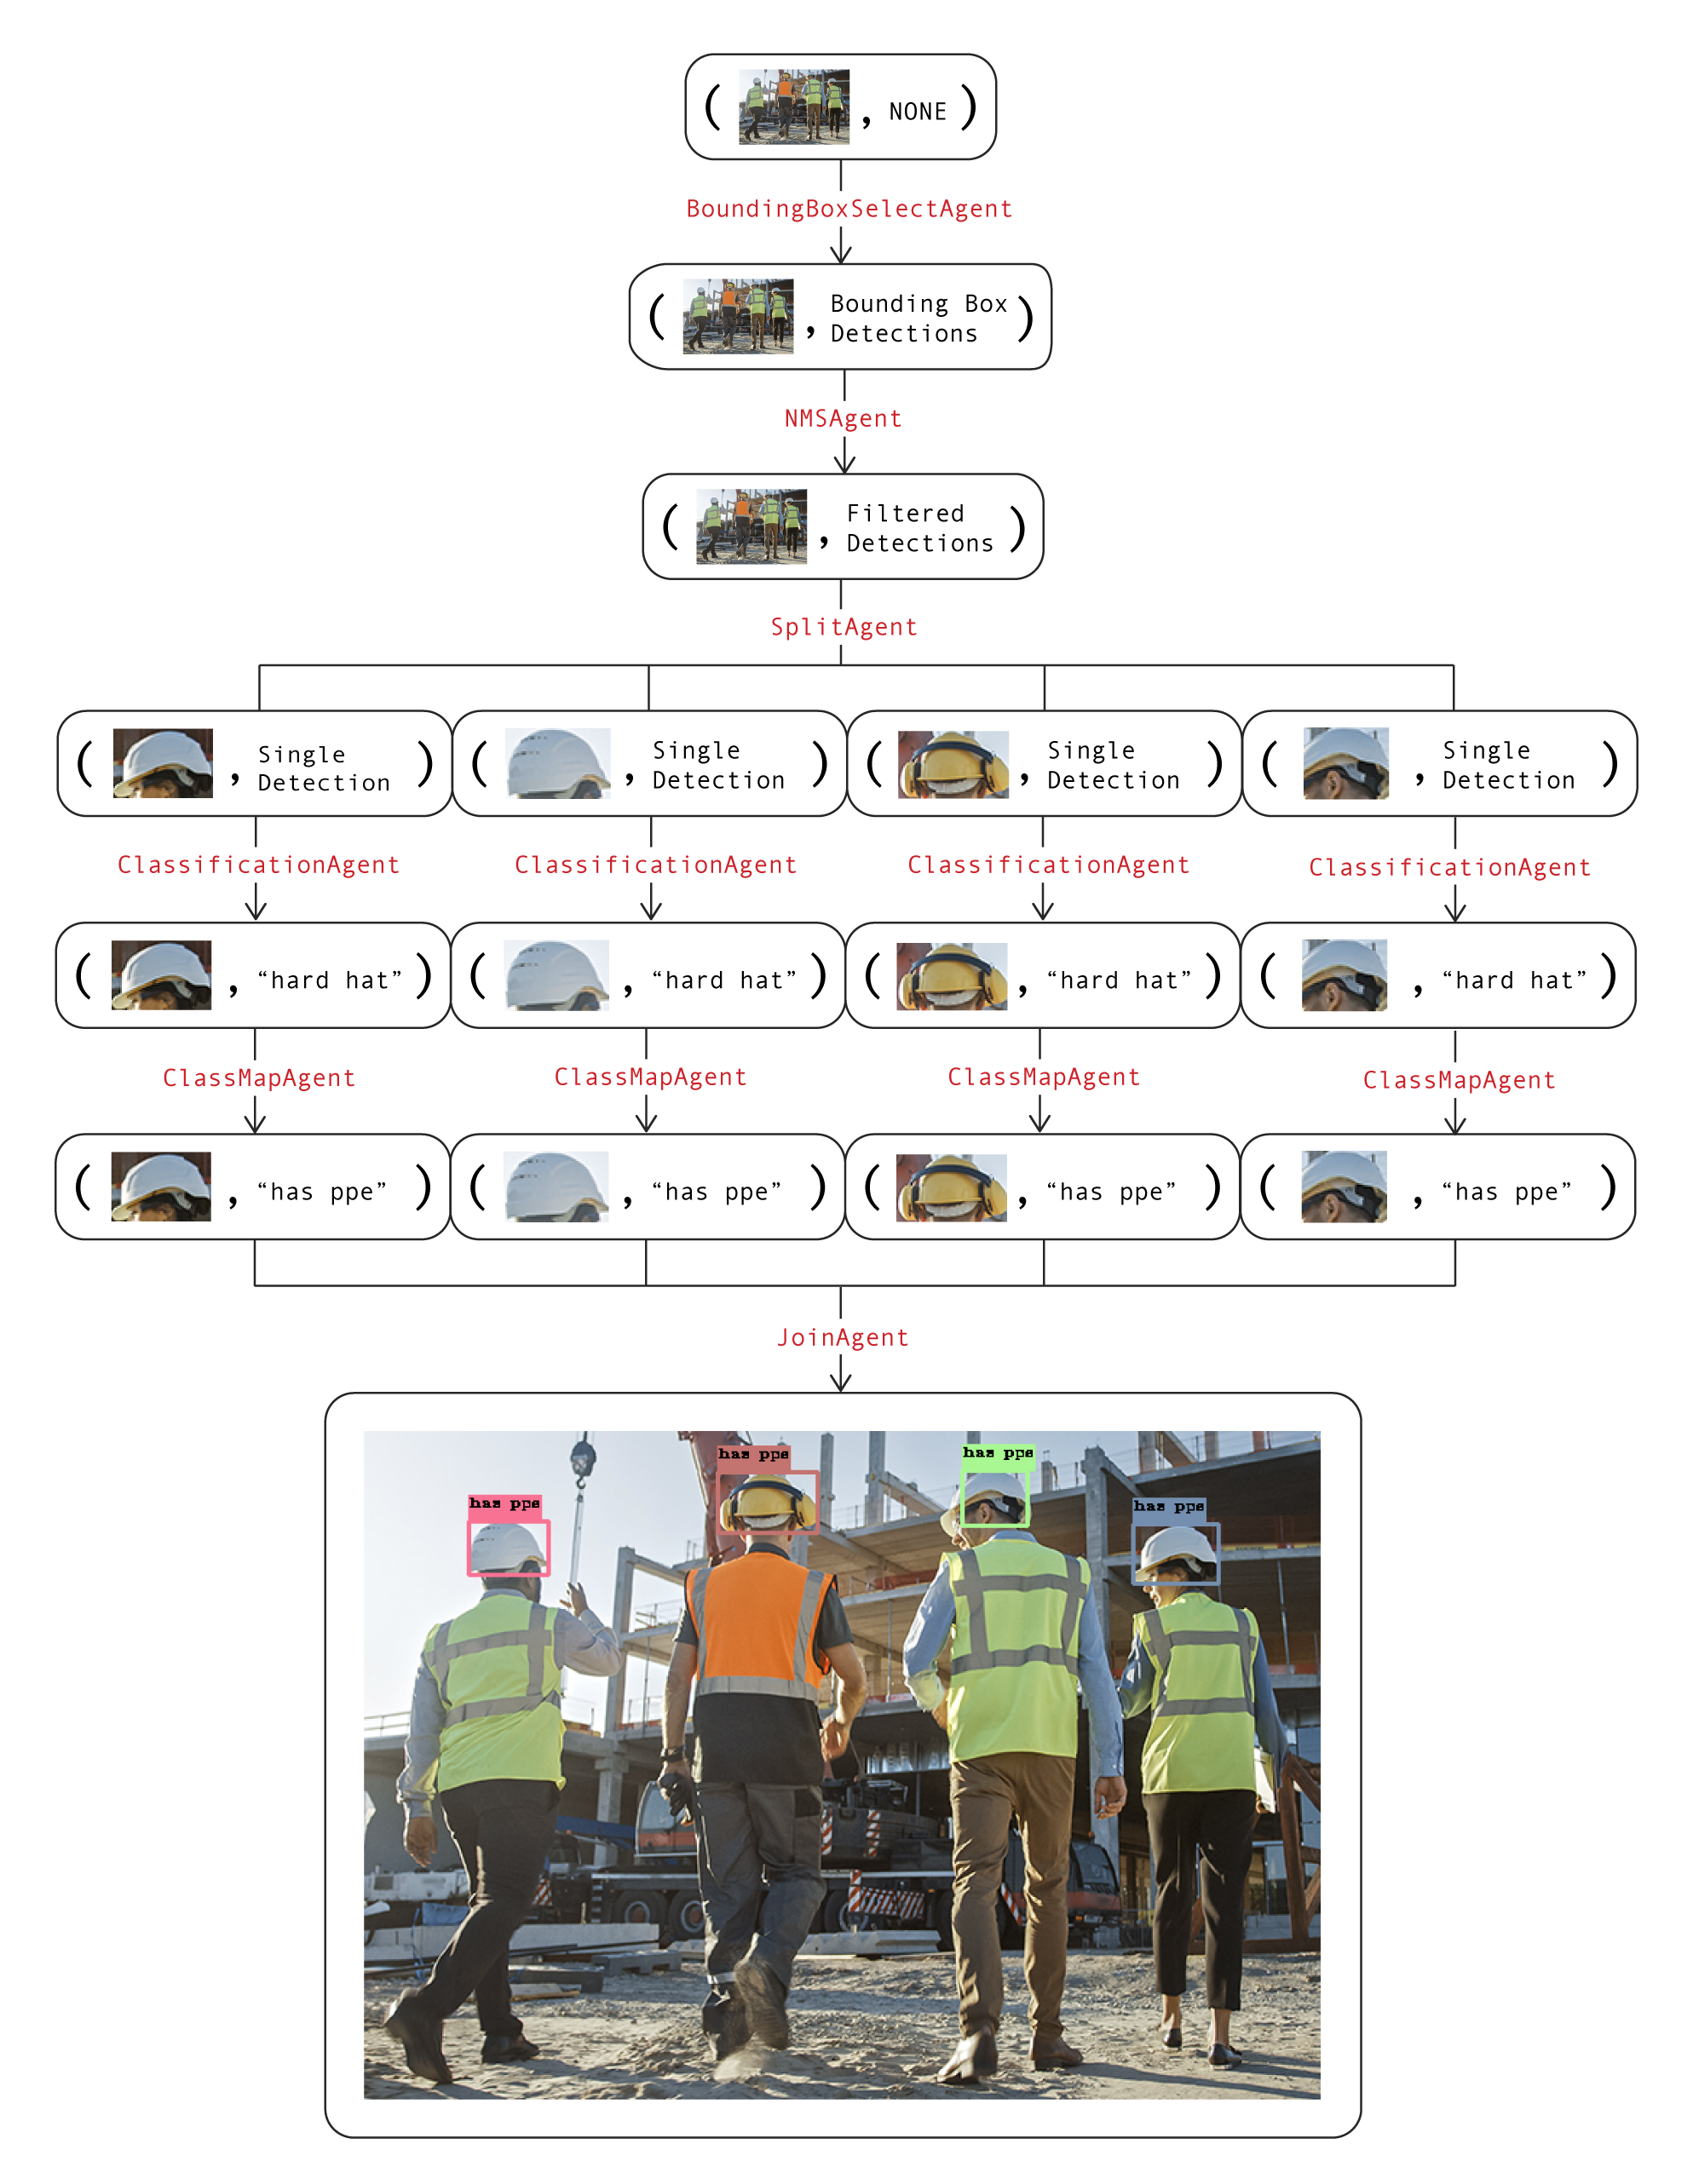 ( , NONE )
BoundingBoxSelectAgent
( , Bounding Box
Detections )
NMSAgent
( , Filtered
Detections )
SplitAgent
( , Single
Detection )
( , Single
Detection )
( , Single
Detection )
( , Single
Detection )
ClassificationAgent
ClassificationAgent
ClassificationAgent
ClassificationAgent
( , “hard hat” )
( , “hard hat” )
( , “hard hat” )
( , “hard hat” )
ClassMapAgent
ClassMapAgent
ClassMapAgent
ClassMapAgent
( , “has ppe” )
( , “has ppe” )
( , “has ppe” )
( , “has ppe” )
JoinAgent
has ppe
has ppe
has ppe
has ppe